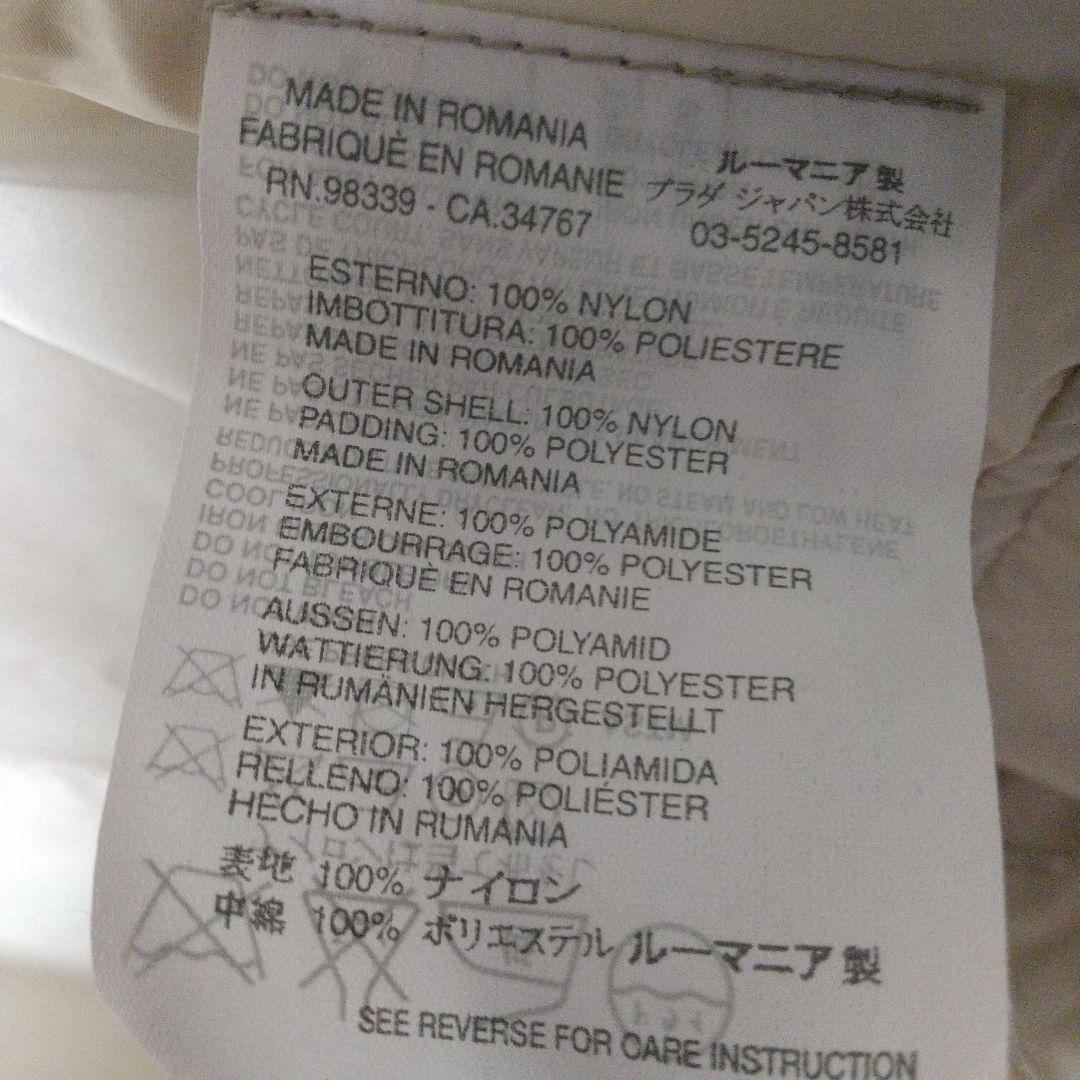 MADE IN ROMANIA
FABRIQUÈ EN ROMANIE
RN.98339 - CA.34767
ルーマニア製
プラダ ジャパン株式会社
03-5245-8581
ESTERNO: 100% NYLON
IMBOTTITURA: 100% POLIESTERE
MADE IN ROMANIA
OUTER SHELL: 100% NYLON
PADDING: 100% POLYESTER
MADE IN ROMANIA
EXTERNE: 100% POLYAMIDE
EMBOURRAGE: 100% POLYESTER
FABRIQUÈ EN ROMANIE
AUSSEN: 100% POLYAMID
WATTIERUNG: 100% POLYESTER
IN RUMÄNIEN HERGESTELLT
EXTERIOR: 100% POLIAMIDA
RELLENO: 100% POLIÉSTER
HECHO IN RUMANIA
表地 100% ナイロン
中綿 100% ポリエステル ルーマニア製
SEE REVERSE FOR CARE INSTRUCTION